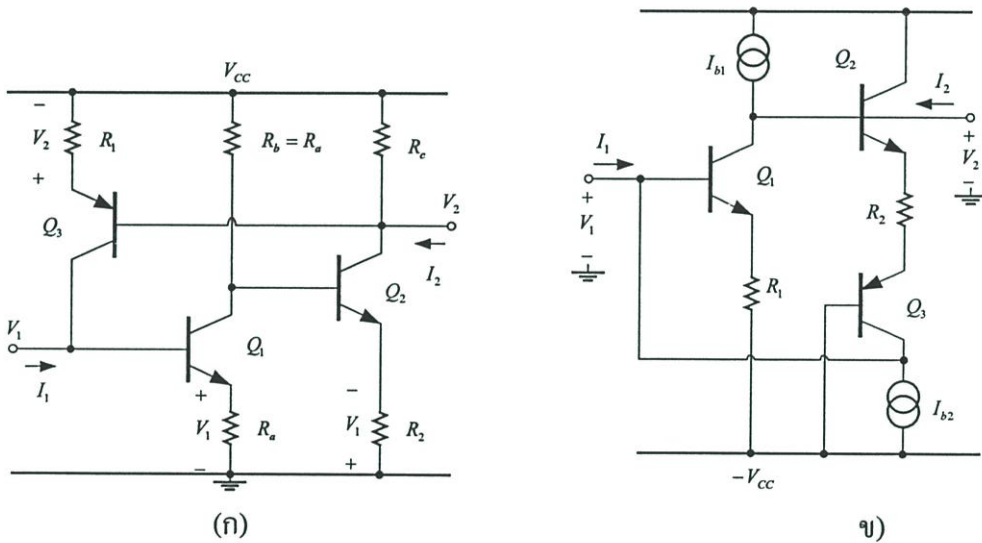 V_CC
−
V_2
+
R_1
R_b = R_a
R_c
Q_3
V_2
I_2
Q_2
V_1
I_1
Q_1
+
V_1
−
R_a
−
V_1
+
R_2
(ก)
I_b1
Q_2
I_2
+
V_2
−
I_1
Q_1
+
V_1
−
R_2
R_1
Q_3
I_b2
−V_CC
ข)